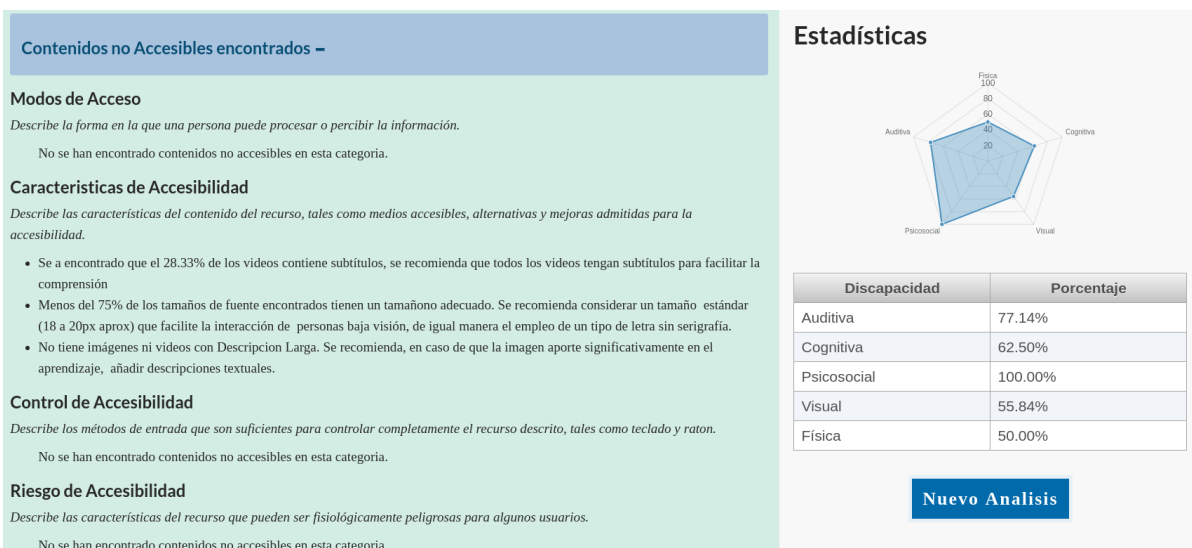 Contenidos no Accesibles encontrados –
Modos de Acceso
Describe la forma en la que una persona puede procesar o percibir la información.
No se han encontrado contenidos no accesibles en esta categoria.
Caracteristicas de Accesibilidad
Describe las características del contenido del recurso, tales como medios accesibles, alternativas y mejoras admitidas para la
accesibilidad.
• Se a encontrado que el 28.33% de los videos contiene subtítulos, se recomienda que todos los videos tengan subtítulos para facilitar la
comprensión
• Menos del 75% de los tamaños de fuente encontrados tienen un tamañono adecuado. Se recomienda considerar un tamaño estándar
(18 a 20px aprox) que facilite la interacción de personas baja visión, de igual manera el empleo de un tipo de letra sin serigrafía.
• No tiene imágenes ni videos con Descripcion Larga. Se recomienda, en caso de que la imagen aporte significativamente en el
aprendizaje, añadir descripciones textuales.
Control de Accesibilidad
Describe los métodos de entrada que son suficientes para controlar completamente el recurso descrito, tales como teclado y raton.
No se han encontrado contenidos no accesibles en esta categoria.
Riesgo de Accesibilidad
Describe las características del recurso que pueden ser fisiológicamente peligrosas para algunos usuarios.
No se han encontrado contenidos no accesibles en esta categoria
Estadísticas
Fisica
100
80
60
40
20
Auditiva
Cognitiva
Psicosocial
Visual
Discapacidad Porcentaje
Auditiva 77.14%
Cognitiva 62.50%
Psicosocial 100.00%
Visual 55.84%
Física 50.00%
Nuevo Analisis